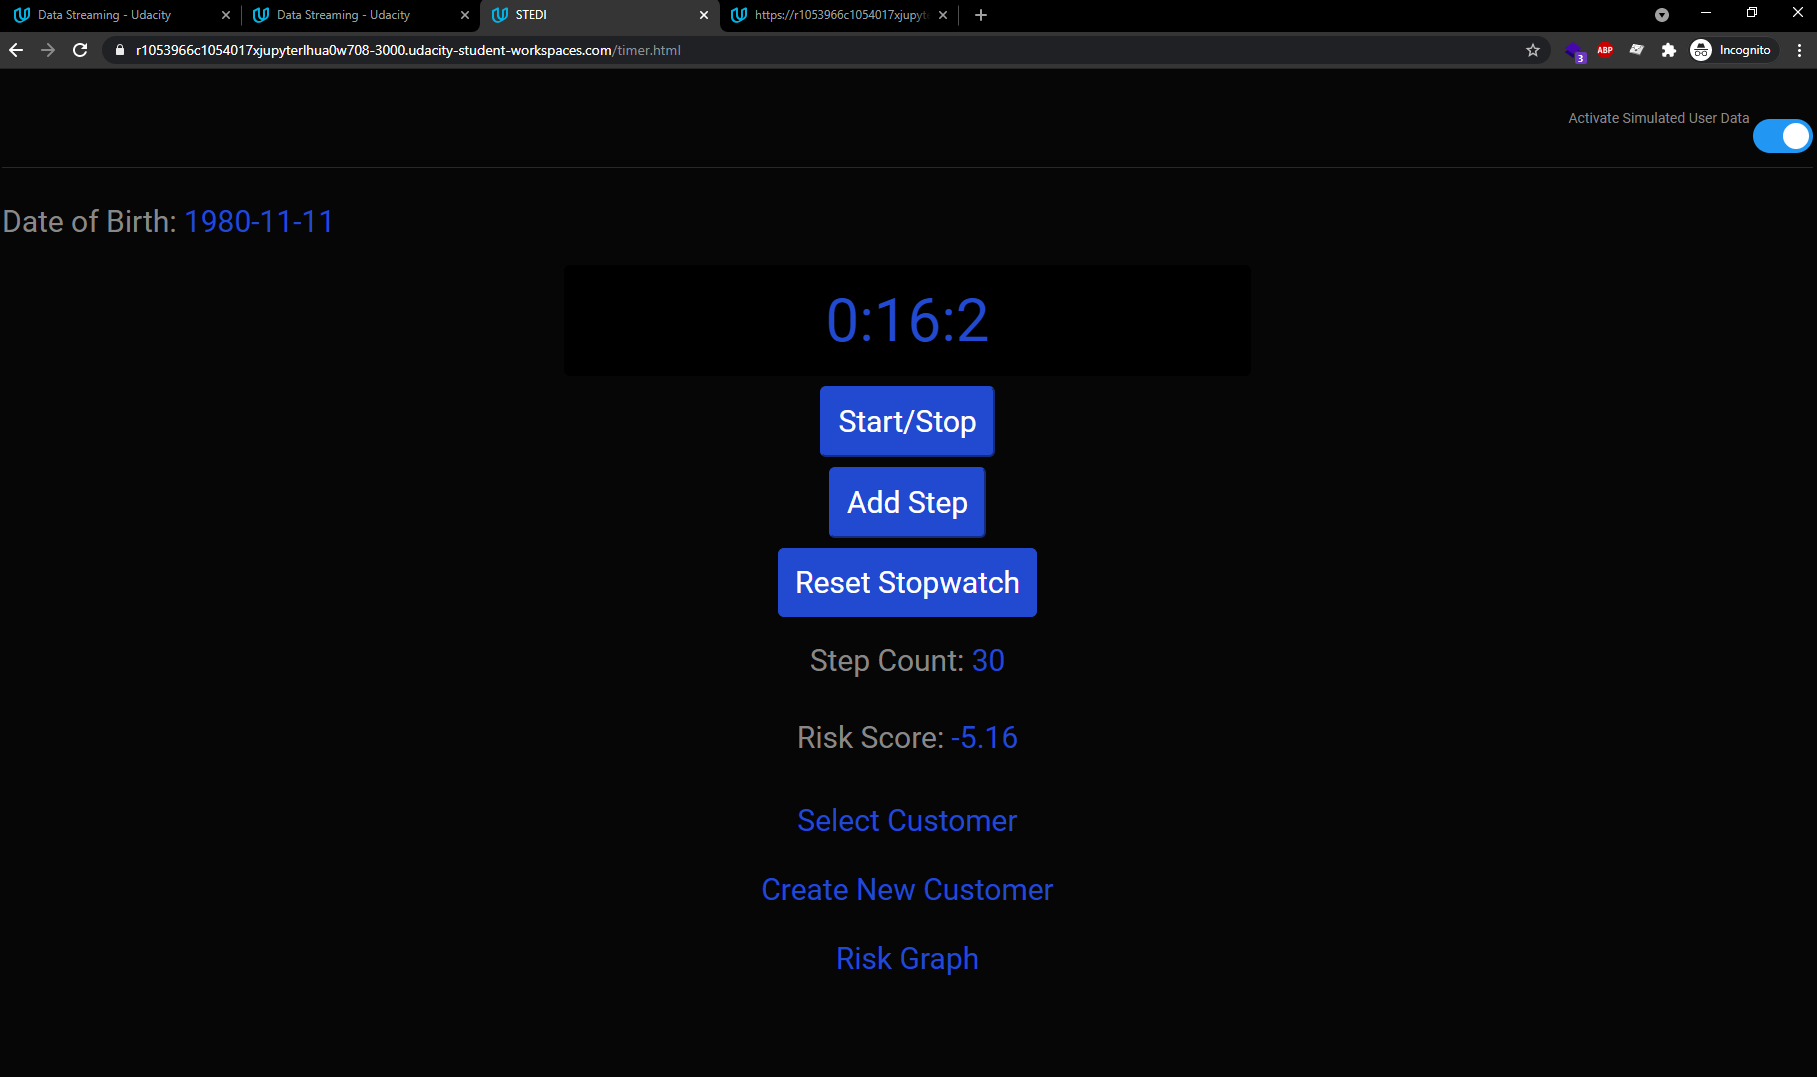 Data Streaming - Udacity
Data Streaming - Udacity
STEDI
https://r1053966c1054017xjupyte
r1053966c1054017xjupyterlhua0w708-3000.udacity-student-workspaces.com/timer.html
3
ABP
Incognito
Activate Simulated User Data
Date of Birth: 1980-11-11
0:16:2
Start/Stop
Add Step
Reset Stopwatch
Step Count: 30
Risk Score: -5.16
Select Customer
Create New Customer
Risk Graph